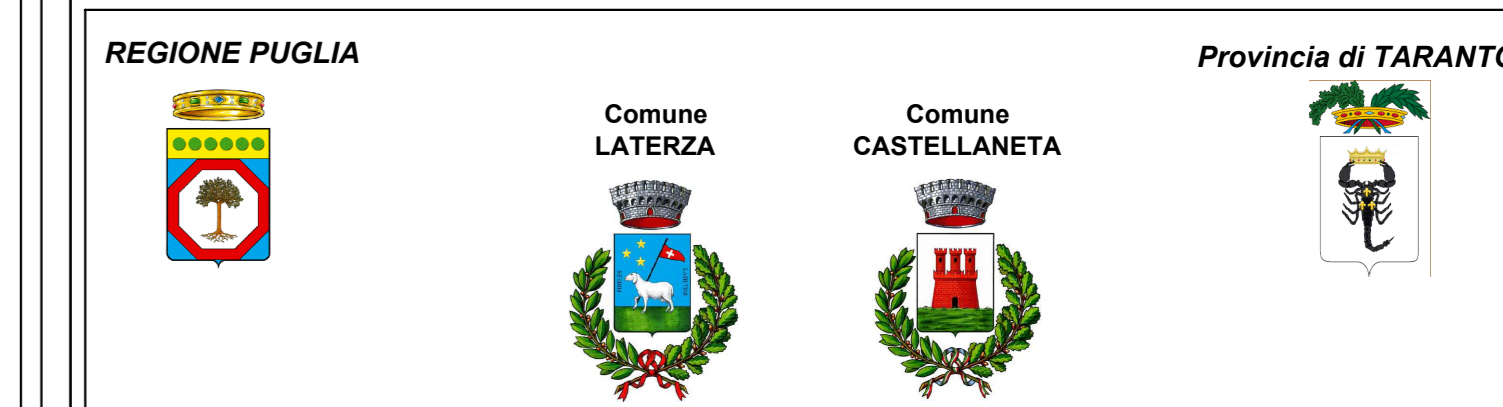 REGIONE PUGLIA
Provincia di TARANTO
Comune
LATERZA
Comune
CASTELLANETA